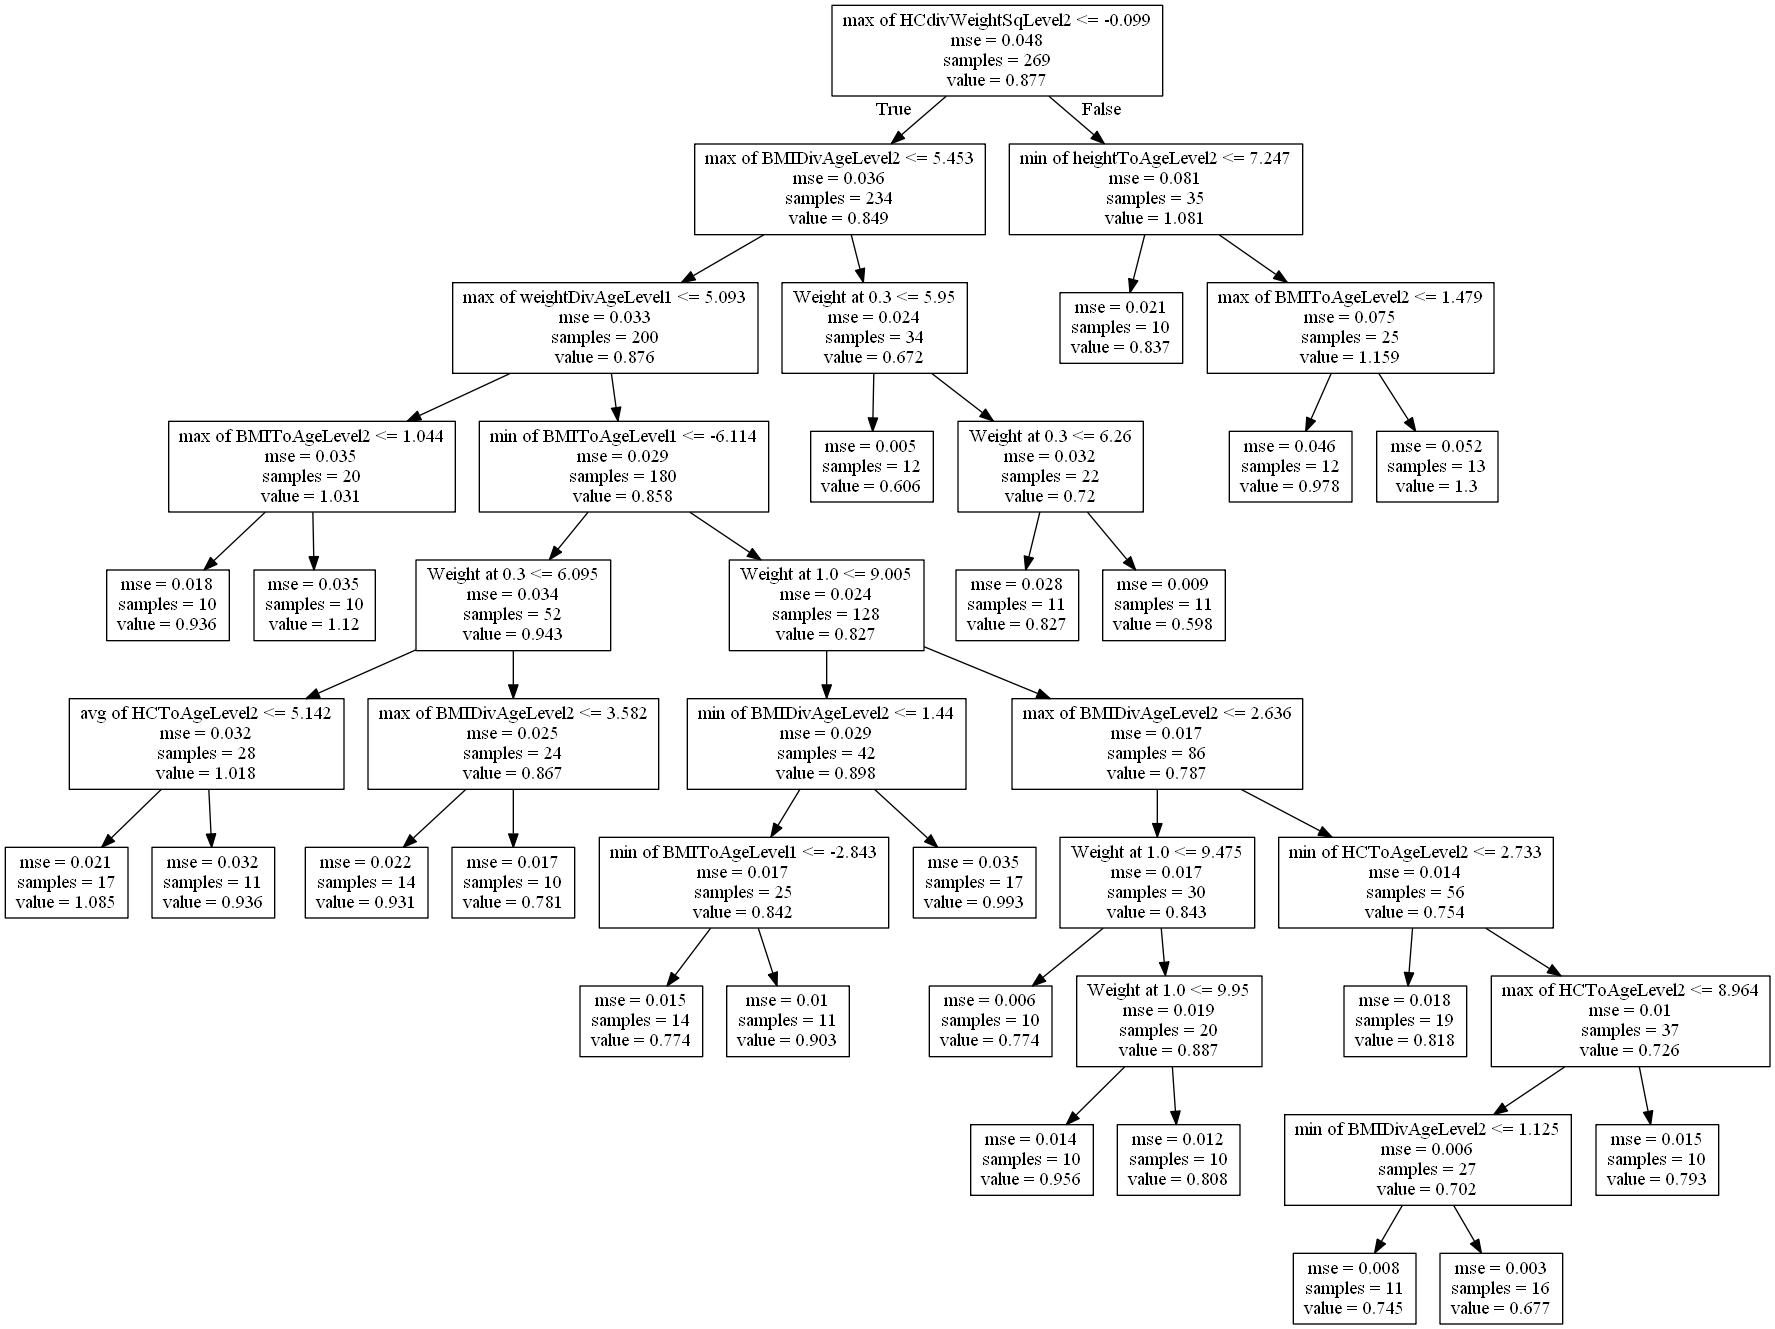 max of HCdivWeightSqLevel2 <= -0.099
mse = 0.048
samples = 269
value = 0.877
True
False
max of BMIDivAgeLevel2 <= 5.453
mse = 0.036
samples = 234
value = 0.849
min of heightToAgeLevel2 <= 7.247
mse = 0.081
samples = 35
value = 1.081
max of weightDivAgeLevel1 <= 5.093
mse = 0.033
samples = 200
value = 0.876
Weight at 0.3 <= 5.95
mse = 0.024
samples = 34
value = 0.672
mse = 0.021
samples = 10
value = 0.837
max of BMIToAgeLevel2 <= 1.479
mse = 0.075
samples = 25
value = 1.159
max of BMIToAgeLevel2 <= 1.044
mse = 0.035
samples = 20
value = 1.031
min of BMIToAgeLevel1 <= -6.114
mse = 0.029
samples = 180
value = 0.858
mse = 0.005
samples = 12
value = 0.606
Weight at 0.3 <= 6.26
mse = 0.032
samples = 22
value = 0.72
mse = 0.046
samples = 12
value = 0.978
mse = 0.052
samples = 13
value = 1.3
mse = 0.018
samples = 10
value = 0.936
mse = 0.035
samples = 10
value = 1.12
Weight at 0.3 <= 6.095
mse = 0.034
samples = 52
value = 0.943
Weight at 1.0 <= 9.005
mse = 0.024
samples = 128
value = 0.827
mse = 0.028
samples = 11
value = 0.827
mse = 0.009
samples = 11
value = 0.598
avg of HCToAgeLevel2 <= 5.142
mse = 0.032
samples = 28
value = 1.018
max of BMIDivAgeLevel2 <= 3.582
mse = 0.025
samples = 24
value = 0.867
min of BMIDivAgeLevel2 <= 1.44
mse = 0.029
samples = 42
value = 0.898
max of BMIDivAgeLevel2 <= 2.636
mse = 0.017
samples = 86
value = 0.787
mse = 0.021
samples = 17
value = 1.085
mse = 0.032
samples = 11
value = 0.936
mse = 0.022
samples = 14
value = 0.931
mse = 0.017
samples = 10
value = 0.781
min of BMIToAgeLevel1 <= -2.843
mse = 0.017
samples = 25
value = 0.842
mse = 0.035
samples = 17
value = 0.993
Weight at 1.0 <= 9.475
mse = 0.017
samples = 30
value = 0.843
min of HCToAgeLevel2 <= 2.733
mse = 0.014
samples = 56
value = 0.754
mse = 0.015
samples = 14
value = 0.774
mse = 0.01
samples = 11
value = 0.903
mse = 0.006
samples = 10
value = 0.774
Weight at 1.0 <= 9.95
mse = 0.019
samples = 20
value = 0.887
mse = 0.018
samples = 19
value = 0.818
max of HCToAgeLevel2 <= 8.964
mse = 0.01
samples = 37
value = 0.726
mse = 0.014
samples = 10
value = 0.956
mse = 0.012
samples = 10
value = 0.808
min of BMIDivAgeLevel2 <= 1.125
mse = 0.006
samples = 27
value = 0.702
mse = 0.015
samples = 10
value = 0.793
mse = 0.008
samples = 11
value = 0.745
mse = 0.003
samples = 16
value = 0.677